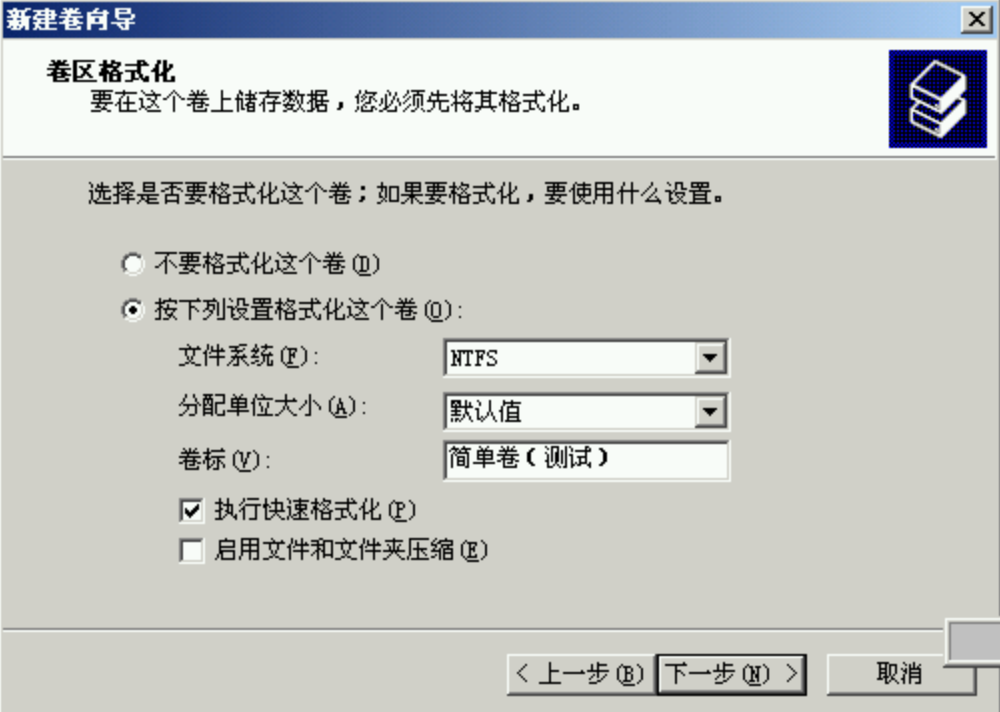 新建卷向导
卷区格式化
要在这个卷上储存数据，您必须先将其格式化。
选择是否要格式化这个卷；如果要格式化，要使用什么设置。
不要格式化这个卷(D)
按下列设置格式化这个卷(O):
文件系统(F): NTFS
分配单位大小(A): 默认值
卷标(V): 简单卷（测试）
执行快速格式化(P)
启用文件和文件夹压缩(E)
< 上一步(B) 下一步(N) > 取消